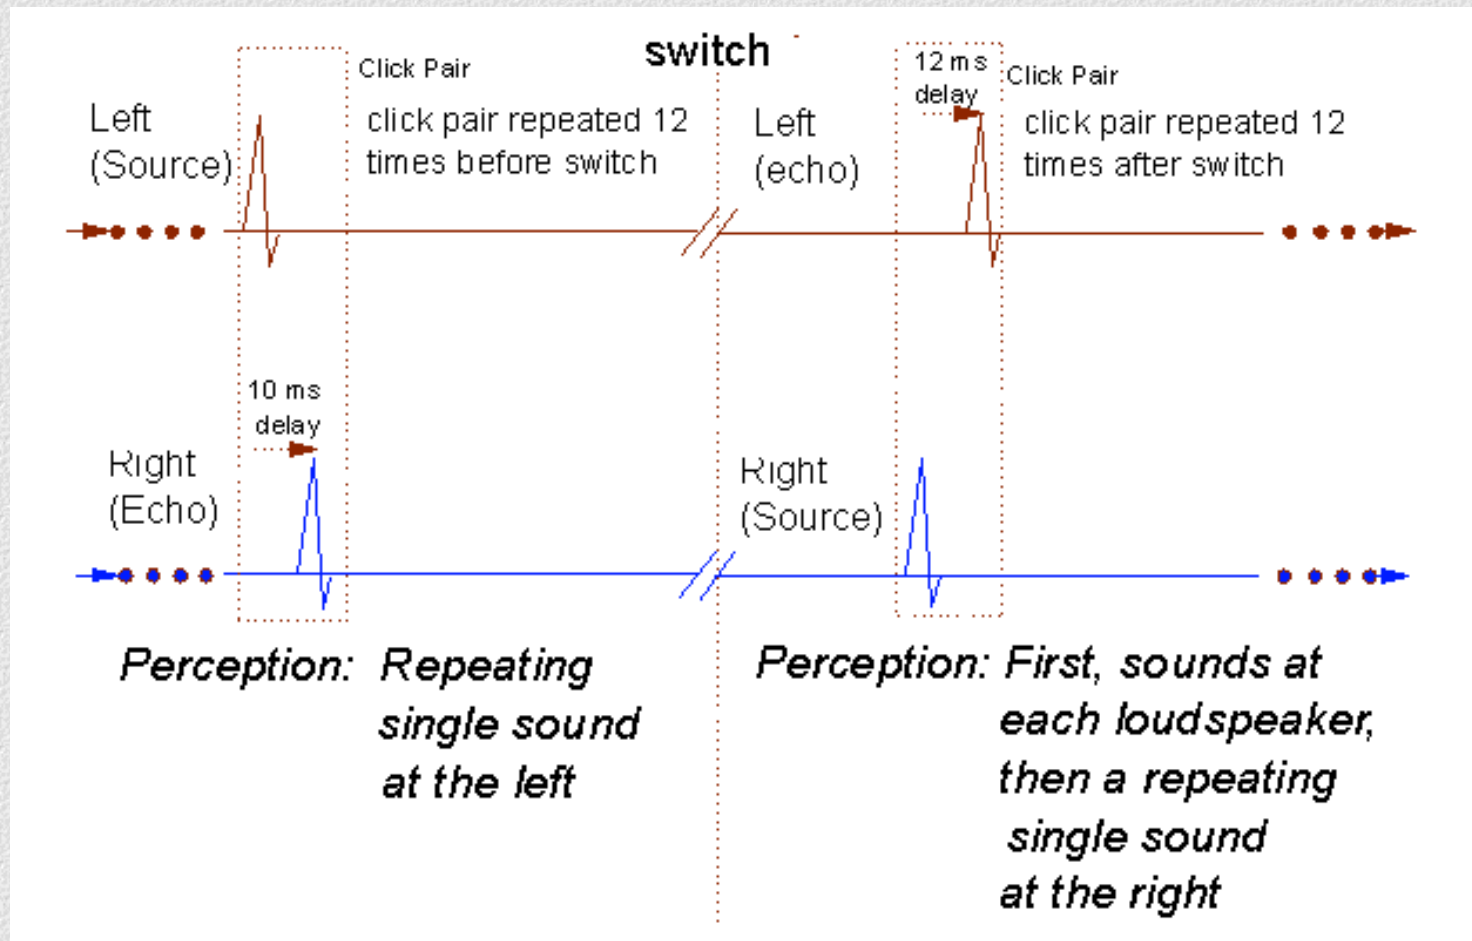 switch
Click Pair
Left
(Source)
click pair repeated 12
times before switch
12 ms
delay
Click Pair
Left
(echo)
click pair repeated 12
times after switch
10 ms
delay
Right
(Echo)
Right
(Source)
Perception: Repeating
single sound
at the left
Perception: First, sounds at
each loudspeaker,
then a repeating
single sound
at the right